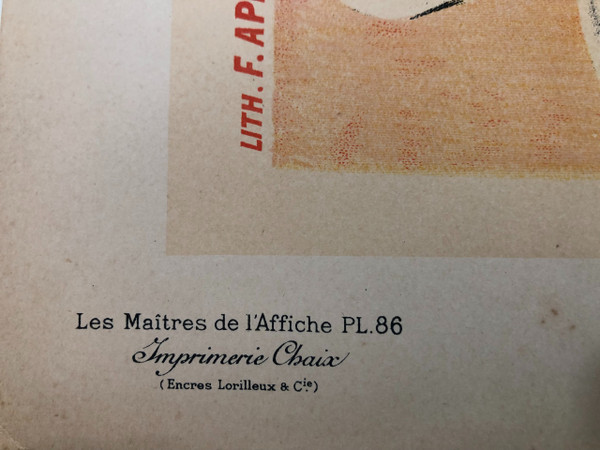 LITH. F. AP
Les Maîtres de l'Affiche PL.86
Imprimerie Chaix
(Encres Lorilleux & Cie.)